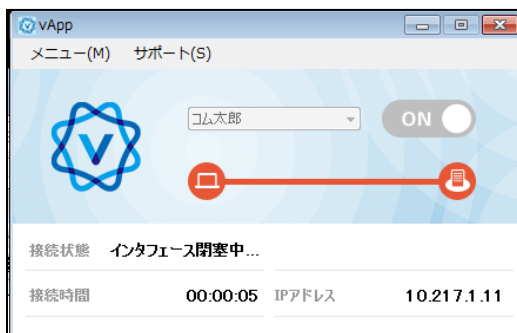 vApp
メニュー(M) サポート(S)
コム太郎 ON
接続状態 インタフェース閉塞中...
接続時間 00:00:05 IPアドレス 10.217.1.11